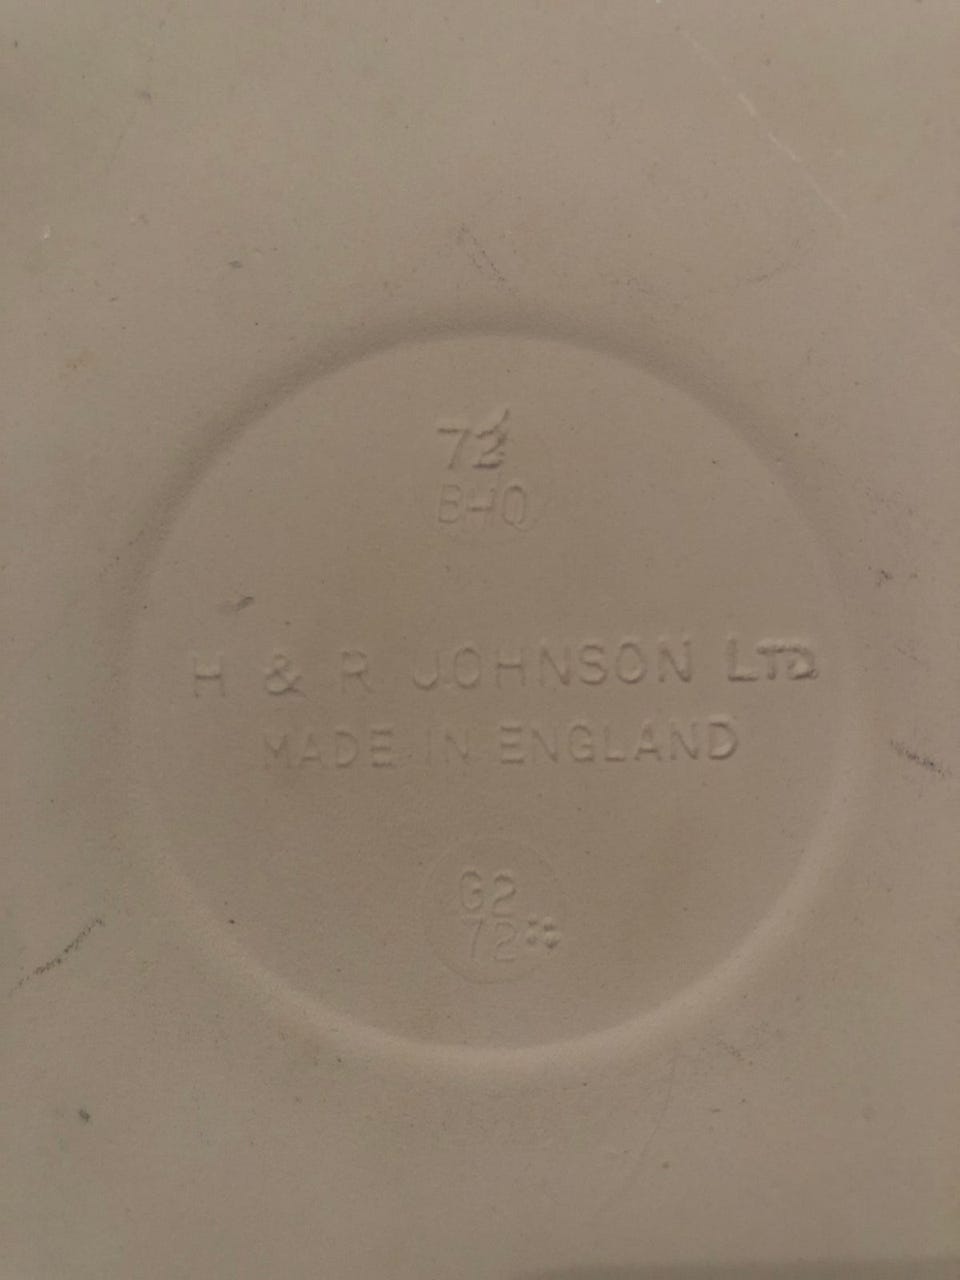 72
BHQ
H & R JOHNSON LTD
MADE IN ENGLAND
G2
72